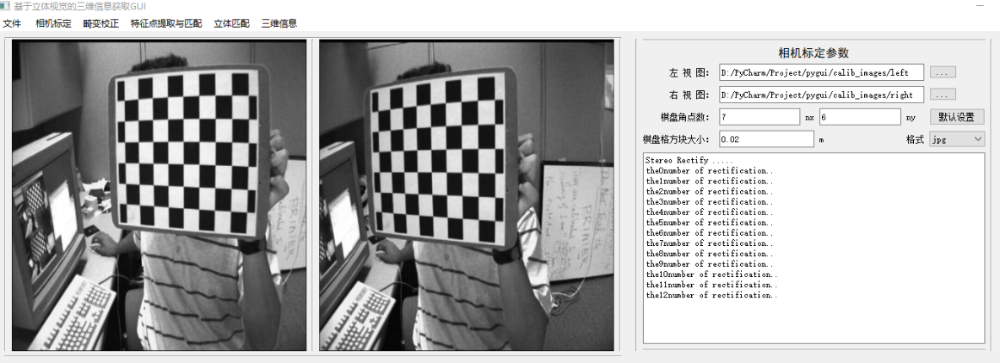 基于立体视觉的三维信息获取GUI
文件 相机标定 畸变校正 特征点提取与匹配 立体匹配 三维信息
相机标定参数
左 视 图: D:/PyCharm/Project/pygui/calib_images/left ...
右 视 图: D:/PyCharm/Project/pygui/calib_images/right ...
棋盘角点数: 7 nx 6 ny 默认设置
棋盘格方块大小: 0.02 m 格式 jpg
Stereo Rectify .....
the0number of rectification..
the1number of rectification..
the2number of rectification..
the3number of rectification..
the4number of rectification..
the5number of rectification..
the6number of rectification..
the7number of rectification..
the8number of rectification..
the9number of rectification..
the10number of rectification..
the11number of rectification..
the12number of rectification..
PRINTER